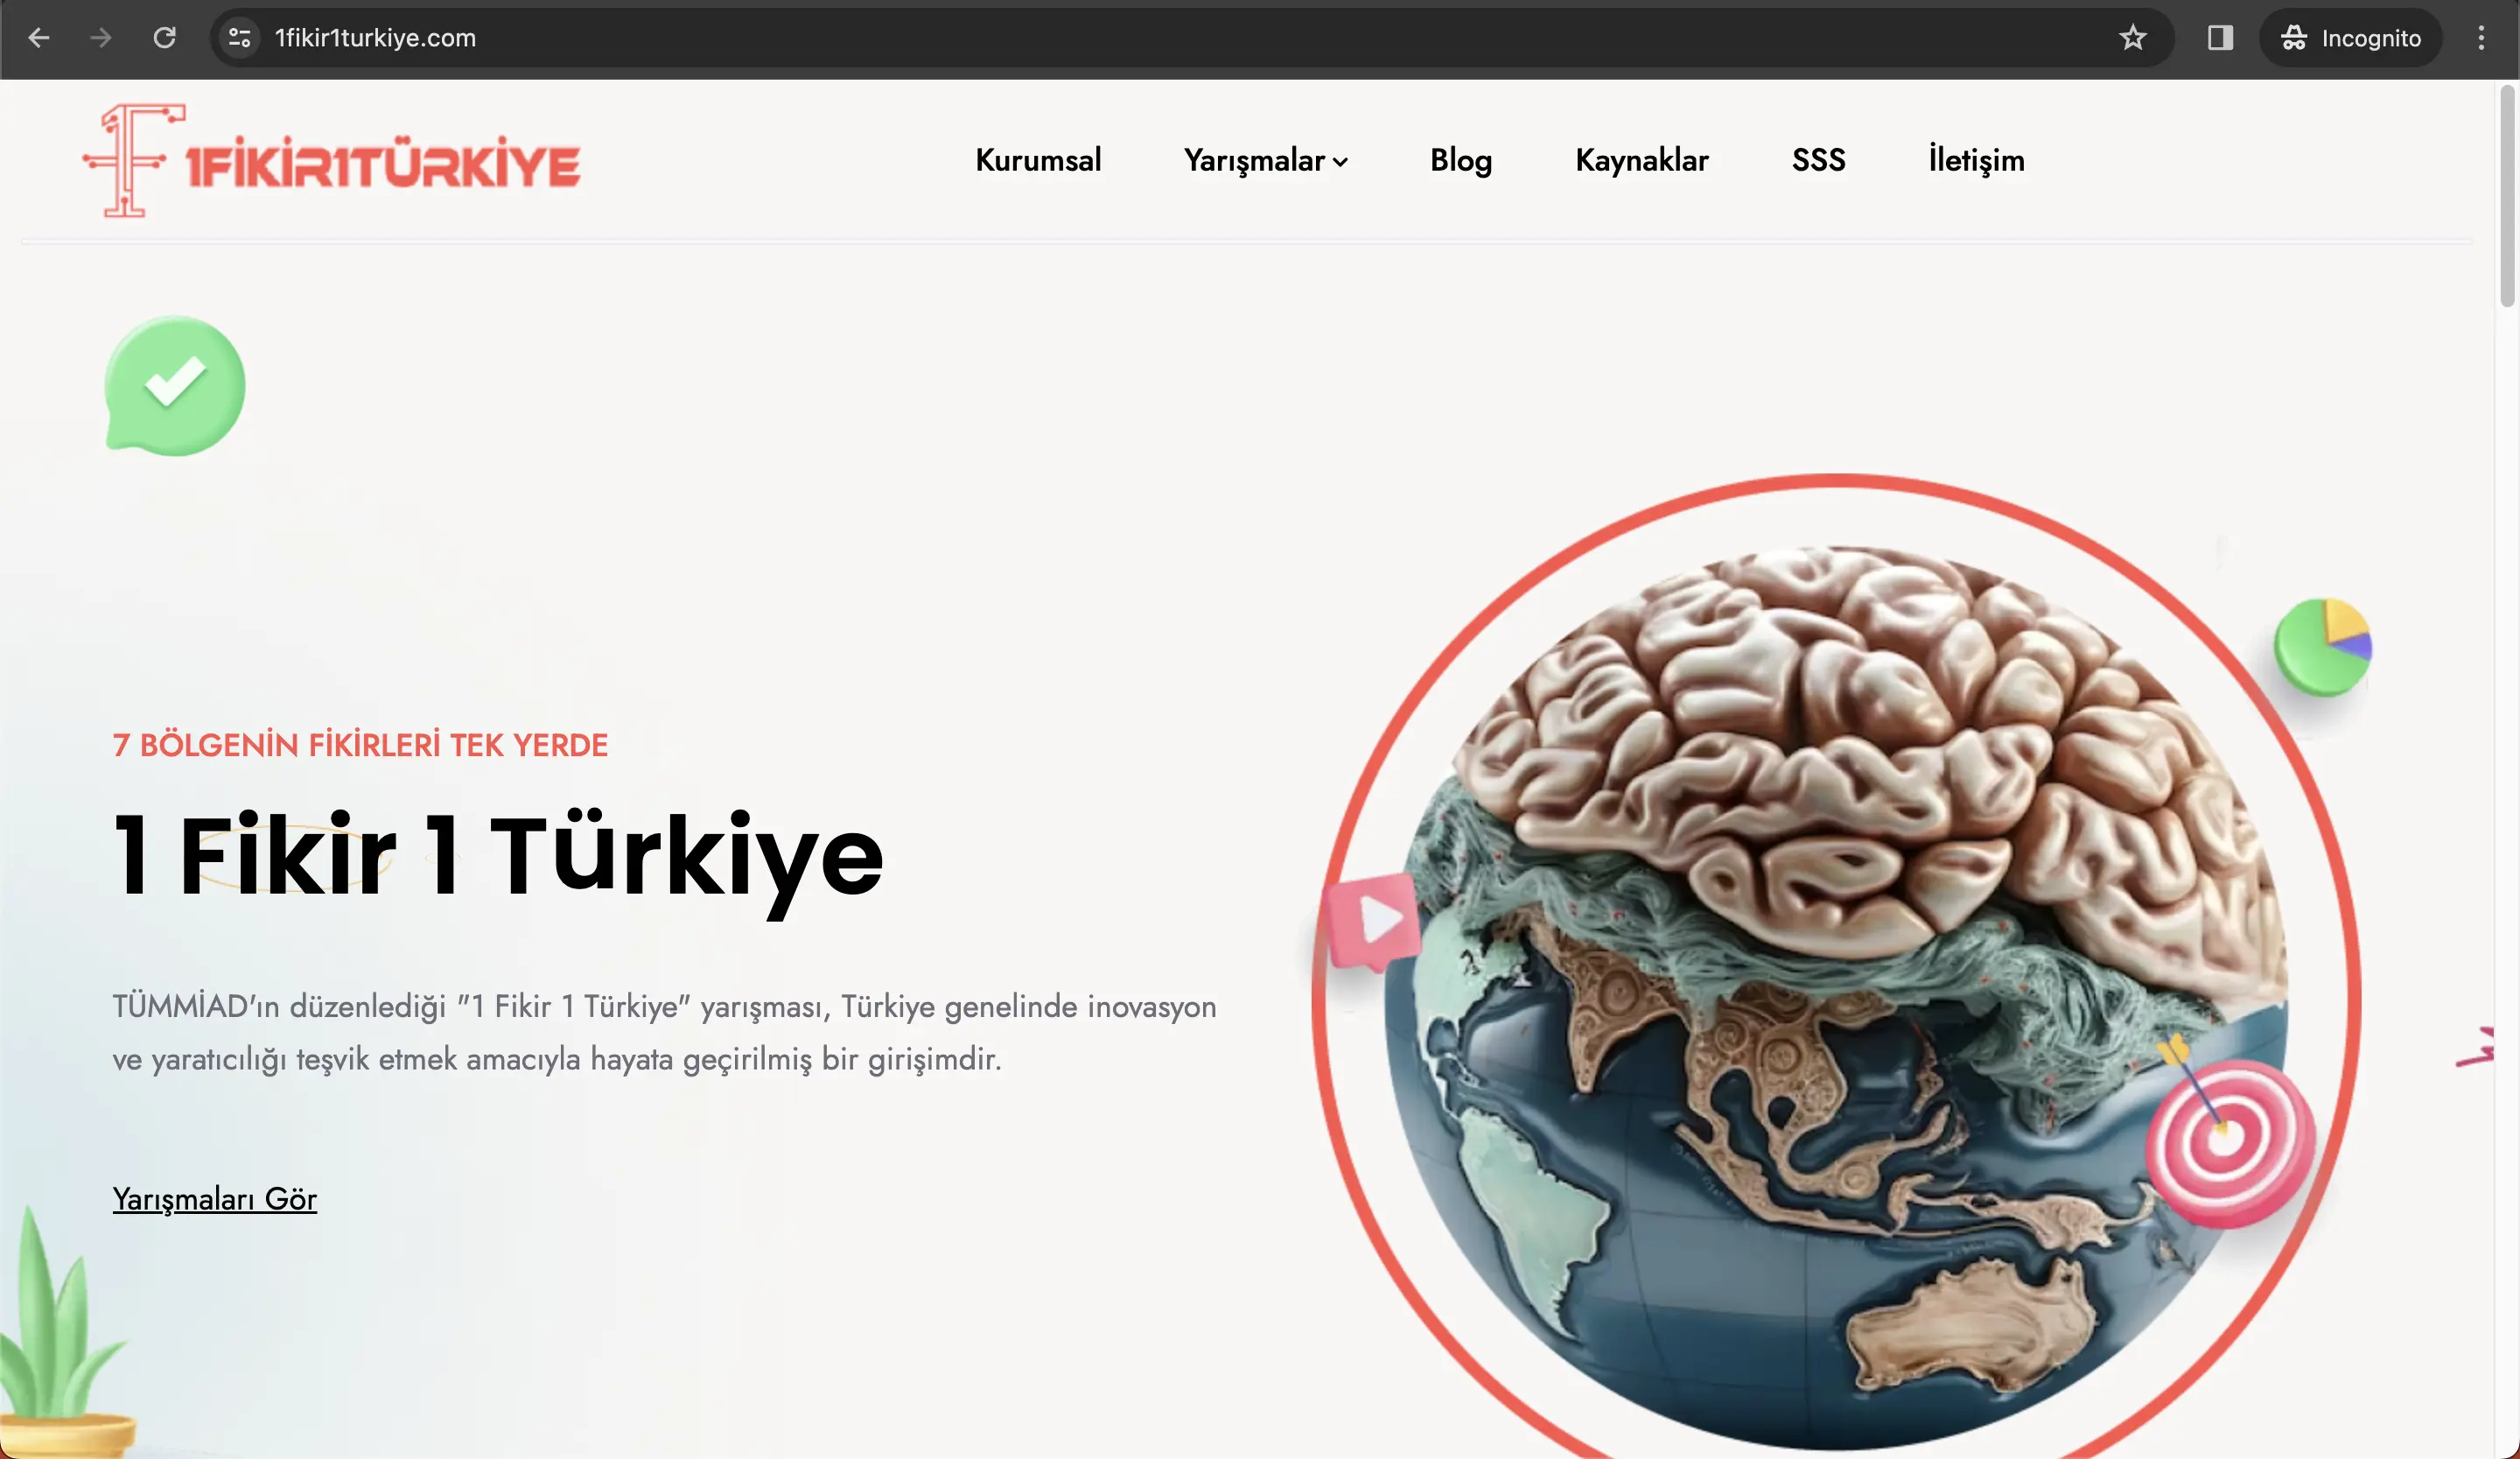 1fikir1turkiye.com
Incognito
1FİKİR1TÜRKİYE
Kurumsal
Yarışmalar
Blog
Kaynaklar
SSS
İletişim
7 BÖLGENİN FİKİRLERİ TEK YERDE
1 Fikir 1 Türkiye
TÜMMİAD'ın düzenlediği "1 Fikir 1 Türkiye" yarışması, Türkiye genelinde inovasyon
ve yaratıcılığı teşvik etmek amacıyla hayata geçirilmiş bir girişimdir.
Yarışmaları Gör